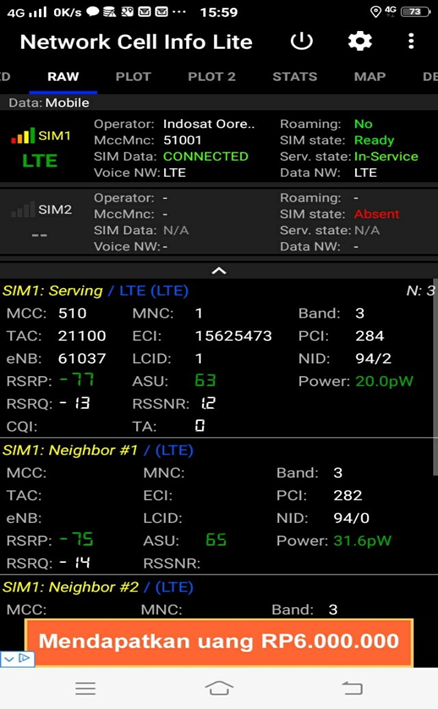 4G 0K/s 15:59 4G 73
Network Cell Info Lite
ED RAW PLOT PLOT 2 STATS MAP DE
Data: Mobile
SIM1 LTE
Operator: Indosat Oore.. Roaming: No
MccMnc: 51001 SIM state: Ready
SIM Data: CONNECTED Serv. state: In-Service
Voice NW: LTE Data NW: LTE
SIM2 --
Operator: - Roaming: -
MccMnc: - SIM state: Absent
SIM Data: N/A Serv. state: N/A
Voice NW: - Data NW: -
SIM1: Serving / LTE (LTE) N: 3
MCC: 510 MNC: 1 Band: 3
TAC: 21100 ECI: 15625473 PCI: 284
eNB: 61037 LCID: 1 NID: 94/2
RSRP: -77 ASU: 63 Power: 20.0pW
RSRQ: -13 RSSNR: 1.2
CQI: TA: 0
SIM1: Neighbor #1 / (LTE)
MCC: MNC: Band: 3
TAC: ECI: PCI: 282
eNB: LCID: NID: 94/0
RSRP: -75 ASU: 65 Power: 31.6pW
RSRQ: -14 RSSNR:
SIM1: Neighbor #2 / (LTE)
MCC: MNC: Band: 3
Mendapatkan uang RP6.000.000